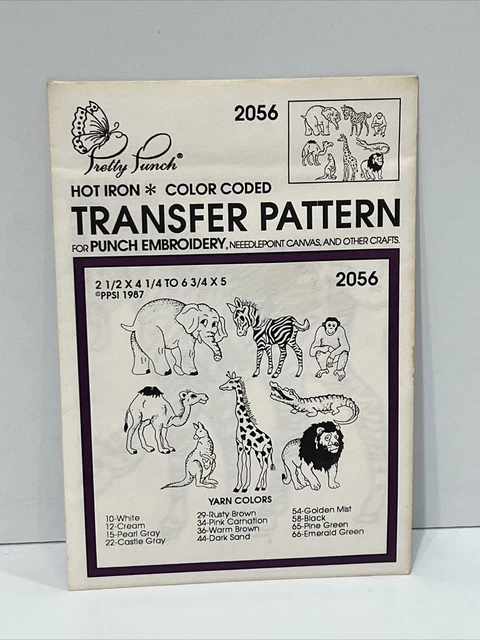 2056
Pretty Punch®
HOT IRON * COLOR CODED
TRANSFER PATTERN
FOR PUNCH EMBROIDERY, NEEEDLEPOINT CANVAS, AND OTHER CRAFTS.
2 1/2 X 4 1/4 TO 6 3/4 X 5
©PPSI 1987
2056
YARN COLORS
10-White
12-Cream
15-Pearl Gray
22-Castle Gray
29-Rusty Brown
34-Pink Carnation
36-Warm Brown
44-Dark Sand
54-Golden Mist
58-Black
65-Pine Green
66-Emerald Green